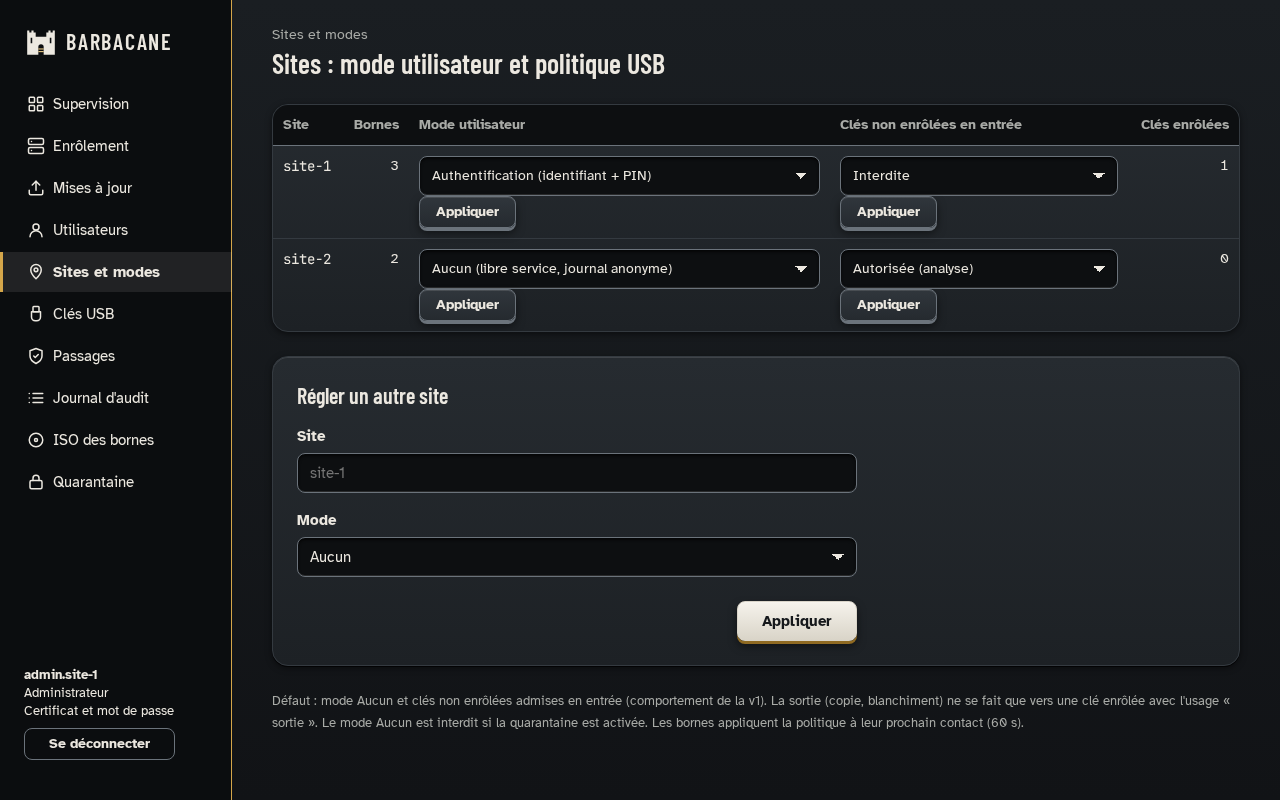 BARBACANE
Supervision
Enrôlement
Mises à jour
Utilisateurs
Sites et modes
Clés USB
Passages
Journal d'audit
ISO des bornes
Quarantaine
admin.site-1
Administrateur
Certificat et mot de passe
Se déconnecter
Sites et modes
Sites : mode utilisateur et politique USB
Site Bornes Mode utilisateur Clés non enrôlées en entrée Clés enrôlées
site-1 3 Authentification (identifiant + PIN) Interdite 1
Appliquer Appliquer
site-2 2 Aucun (libre service, journal anonyme) Autorisée (analyse) 0
Appliquer Appliquer
Régler un autre site
Site
site-1
Mode
Aucun
Appliquer
Défaut : mode Aucun et clés non enrôlées admises en entrée (comportement de la v1). La sortie (copie, blanchiment) ne se fait que vers une clé enrôlée avec l'usage «
sortie ». Le mode Aucun est interdit si la quarantaine est activée. Les bornes appliquent la politique à leur prochain contact (60 s).